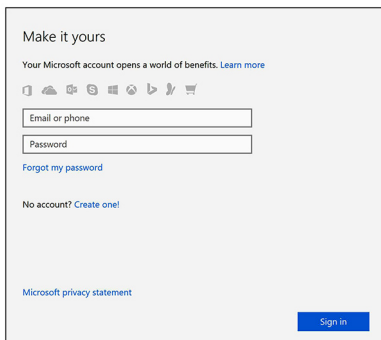 Make it yours
Your Microsoft account opens a world of benefits. Learn more
Email or phone
Password
Forgot my password
No account? Create one!
Microsoft privacy statement
Sign in